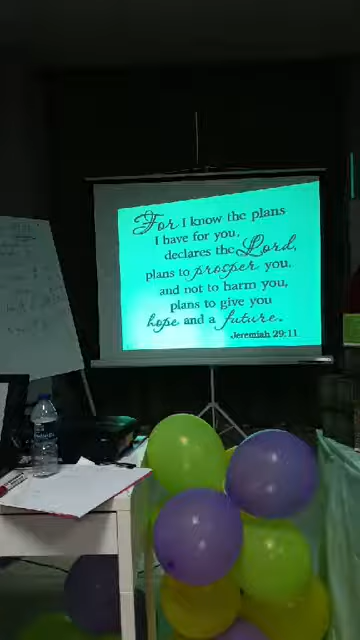 For I know the plans
I have for you,
declares the Lord,
plans to prosper you,
and not to harm you,
plans to give you
hope and a future.
Jeremiah 29:11